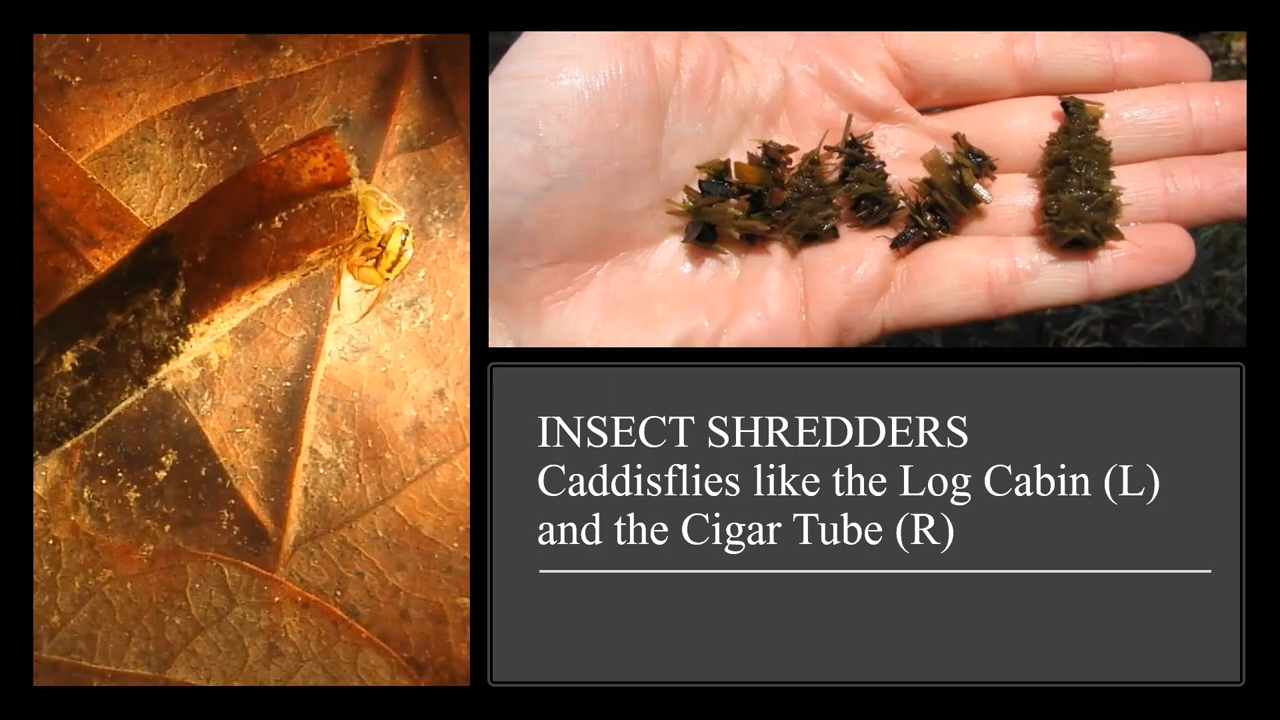 INSECT SHREDDERS
Caddisflies like the Log Cabin (L)
and the Cigar Tube (R)